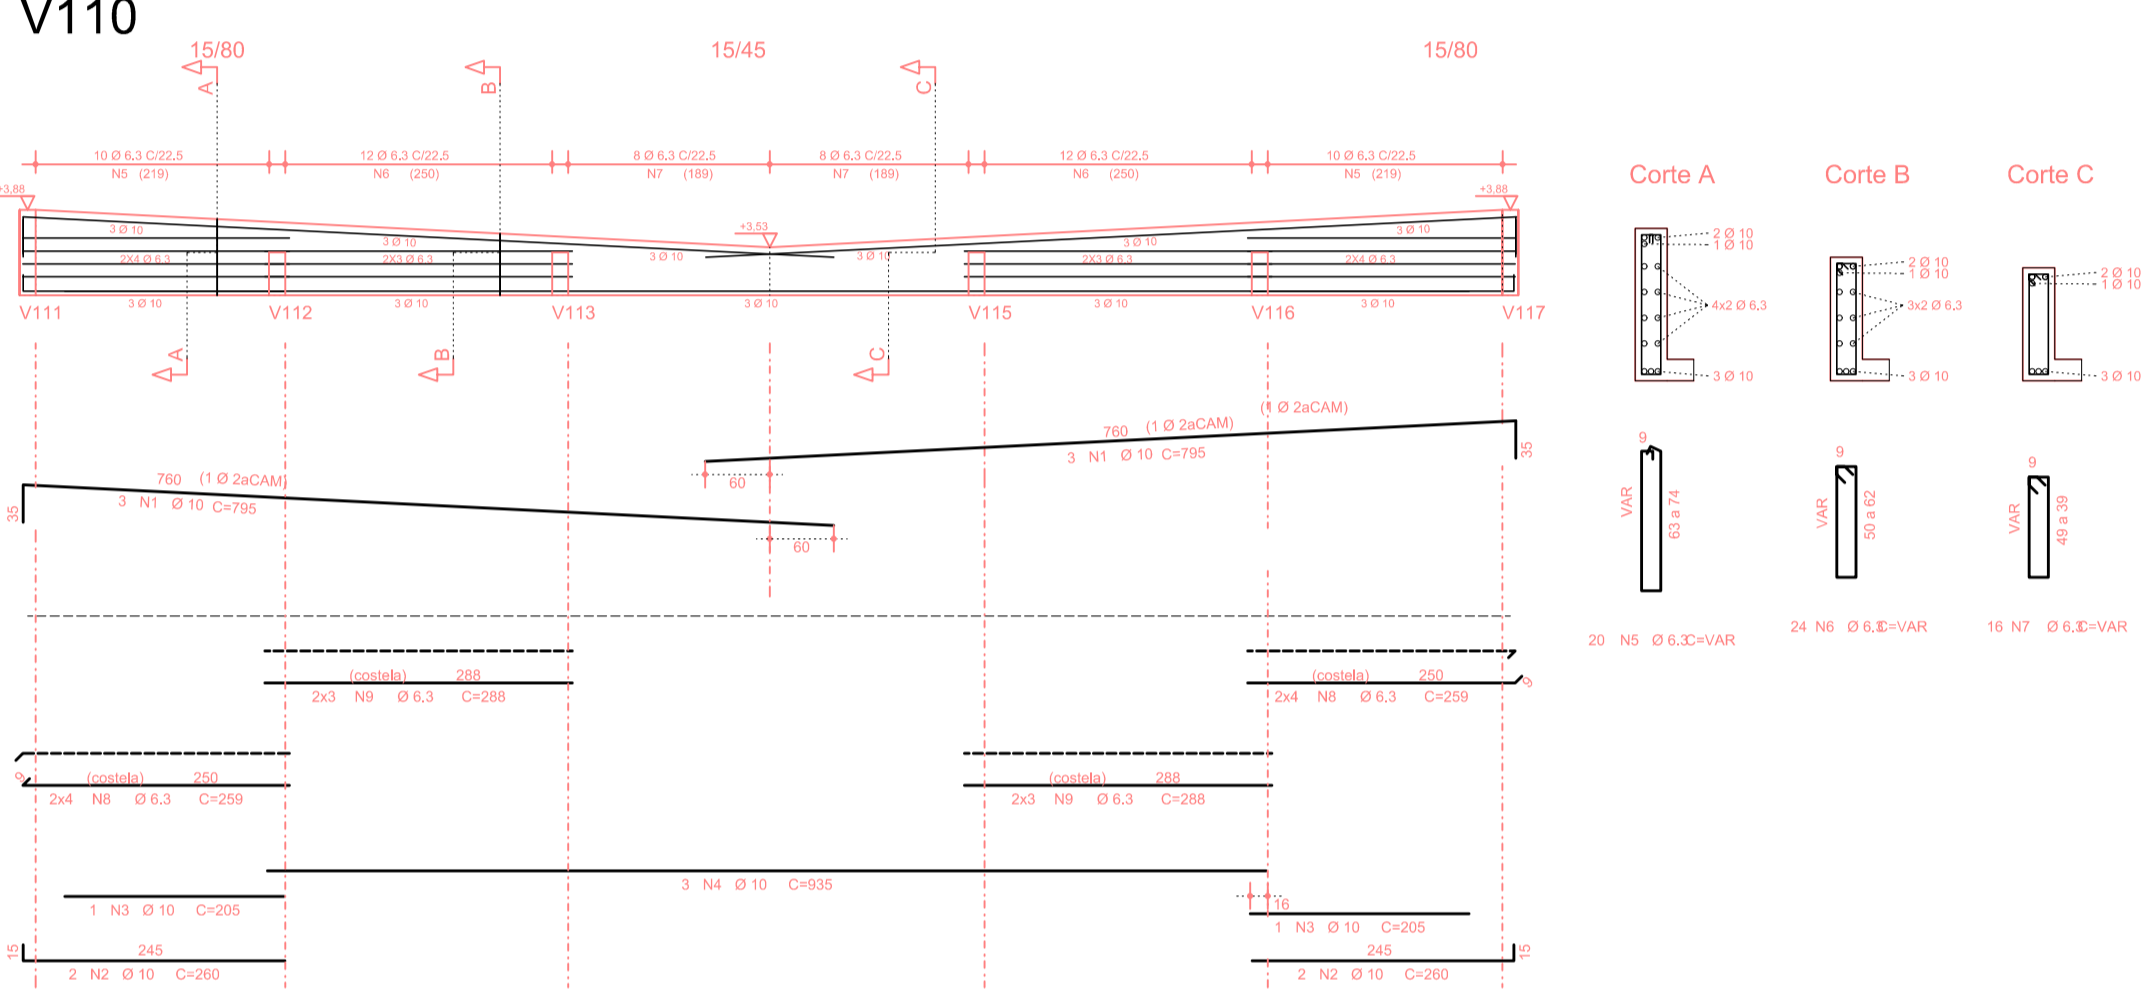 V110
15/80 15/45 15/80
A B C
10 Ø 6.3 C/22.5 12 Ø 6.3 C/22.5 8 Ø 6.3 C/22.5 8 Ø 6.3 C/22.5 12 Ø 6.3 C/22.5 10 Ø 6.3 C/22.5
N5 (219) N6 (250) N7 (189) N7 (189) N6 (250) N5 (219)
+3.88 +3.53 +3.88
3 Ø 10 3 Ø 10 3 Ø 10 3 Ø 10 3 Ø 10 3 Ø 10
2X4 Ø 6.3 2X3 Ø 6.3 2X3 Ø 6.3 2X4 Ø 6.3
3 Ø 10 3 Ø 10 3 Ø 10 3 Ø 10 3 Ø 10
V111 V112 V113 V115 V116 V117
A B C
(1 Ø 2aCAM)
760 (1 Ø 2aCAM)
3 N1 Ø 10 C=795
35
60
760 (1 Ø 2aCAM)
3 N1 Ø 10 C=795
35
60
(costela) 288
2x3 N9 Ø 6.3 C=288
(costela) 250
2x4 N8 Ø 6.3 C=259
9
(costela) 250
2x4 N8 Ø 6.3 C=259
9
(costela) 288
2x3 N9 Ø 6.3 C=288
3 N4 Ø 10 C=935
1 N3 Ø 10 C=205
16
1 N3 Ø 10 C=205
15
245
2 N2 Ø 10 C=260
245
15
2 N2 Ø 10 C=260
Corte A
2 Ø 10
1 Ø 10
4x2 Ø 6.3
3 Ø 10
9
VAR
63 a 74
20 N5 Ø 6.3C=VAR
Corte B
2 Ø 10
1 Ø 10
3x2 Ø 6.3
3 Ø 10
9
VAR
50 a 62
24 N6 Ø 6.3C=VAR
Corte C
2 Ø 10
1 Ø 10
3 Ø 10
9
VAR
49 a 39
16 N7 Ø 6.3C=VAR